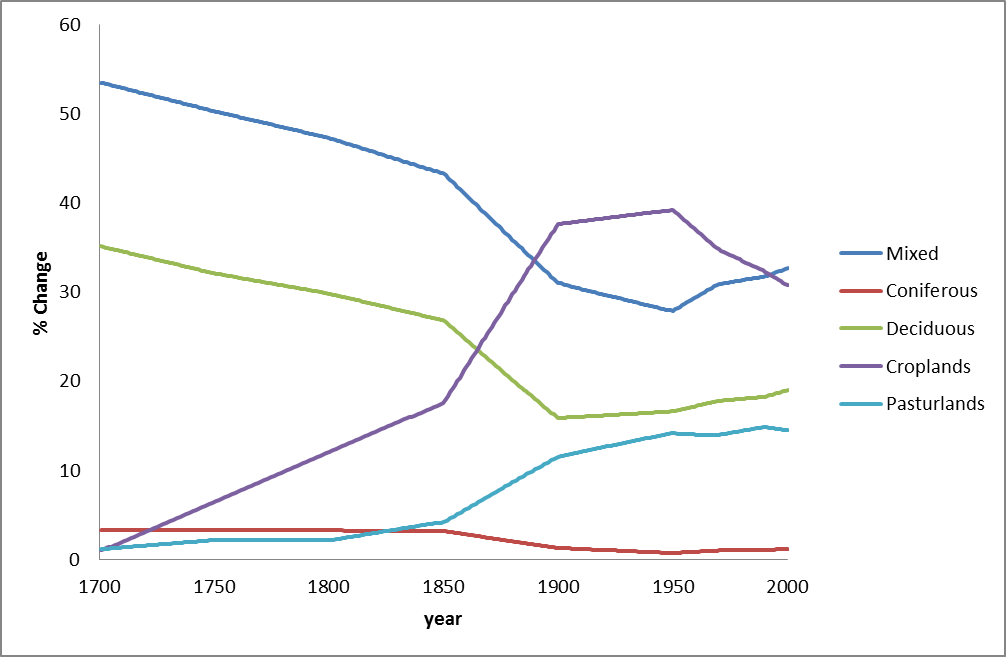 60
50
40
30
20
10
0
% Change
1700 1750 1800 1850 1900 1950 2000
year
Mixed
Coniferous
Deciduous
Croplands
Pasturlands